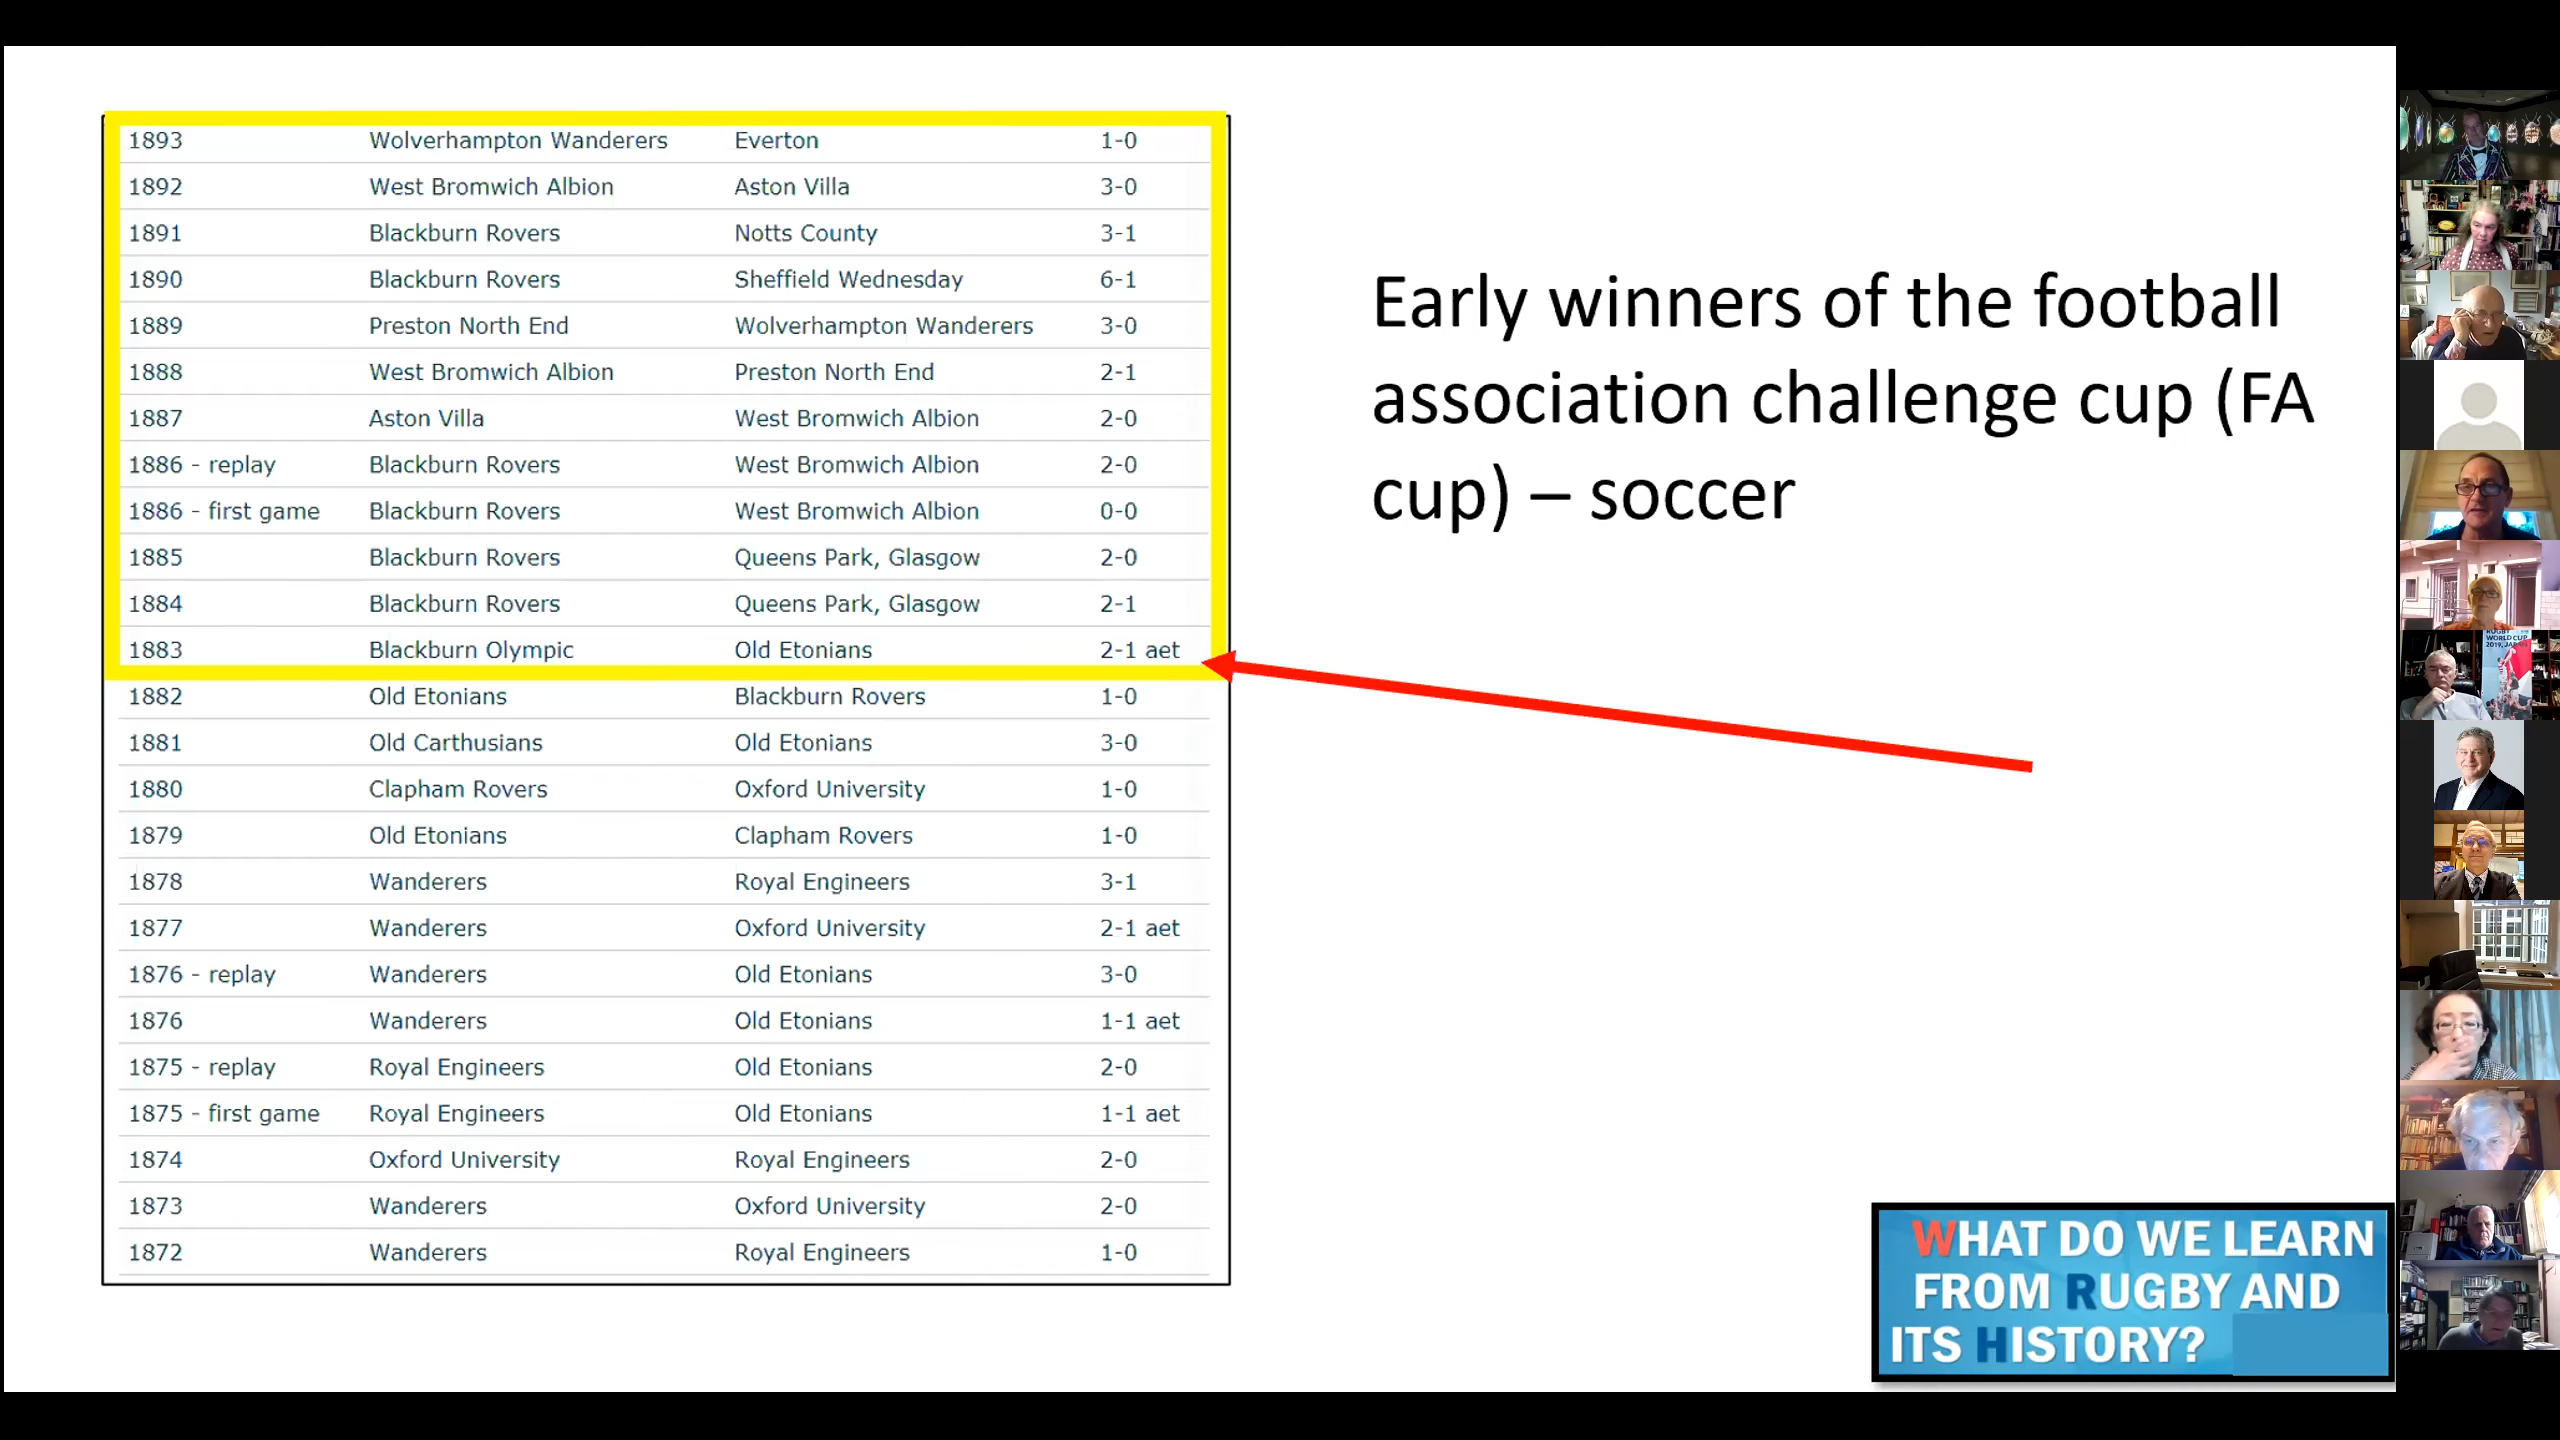 1893 Wolverhampton Wanderers Everton 1-0
1892 West Bromwich Albion Aston Villa 3-0
1891 Blackburn Rovers Notts County 3-1
1890 Blackburn Rovers Sheffield Wednesday 6-1
1889 Preston North End Wolverhampton Wanderers 3-0
1888 West Bromwich Albion Preston North End 2-1
1887 Aston Villa West Bromwich Albion 2-0
1886 - replay Blackburn Rovers West Bromwich Albion 2-0
1886 - first game Blackburn Rovers West Bromwich Albion 0-0
1885 Blackburn Rovers Queens Park, Glasgow 2-0
1884 Blackburn Rovers Queens Park, Glasgow 2-1
1883 Blackburn Olympic Old Etonians 2-1 aet
1882 Old Etonians Blackburn Rovers 1-0
1881 Old Carthusians Old Etonians 3-0
1880 Clapham Rovers Oxford University 1-0
1879 Old Etonians Clapham Rovers 1-0
1878 Wanderers Royal Engineers 3-1
1877 Wanderers Oxford University 2-1 aet
1876 - replay Wanderers Old Etonians 3-0
1876 Wanderers Old Etonians 1-1 aet
1875 - replay Royal Engineers Old Etonians 2-0
1875 - first game Royal Engineers Old Etonians 1-1 aet
1874 Oxford University Royal Engineers 2-0
1873 Wanderers Oxford University 2-0
1872 Wanderers Royal Engineers 1-0
Early winners of the football
association challenge cup (FA
cup) – soccer
WHAT DO WE LEARN
FROM RUGBY AND
ITS HISTORY?
RUGBY
WORLD CUP
2019, JAPAN